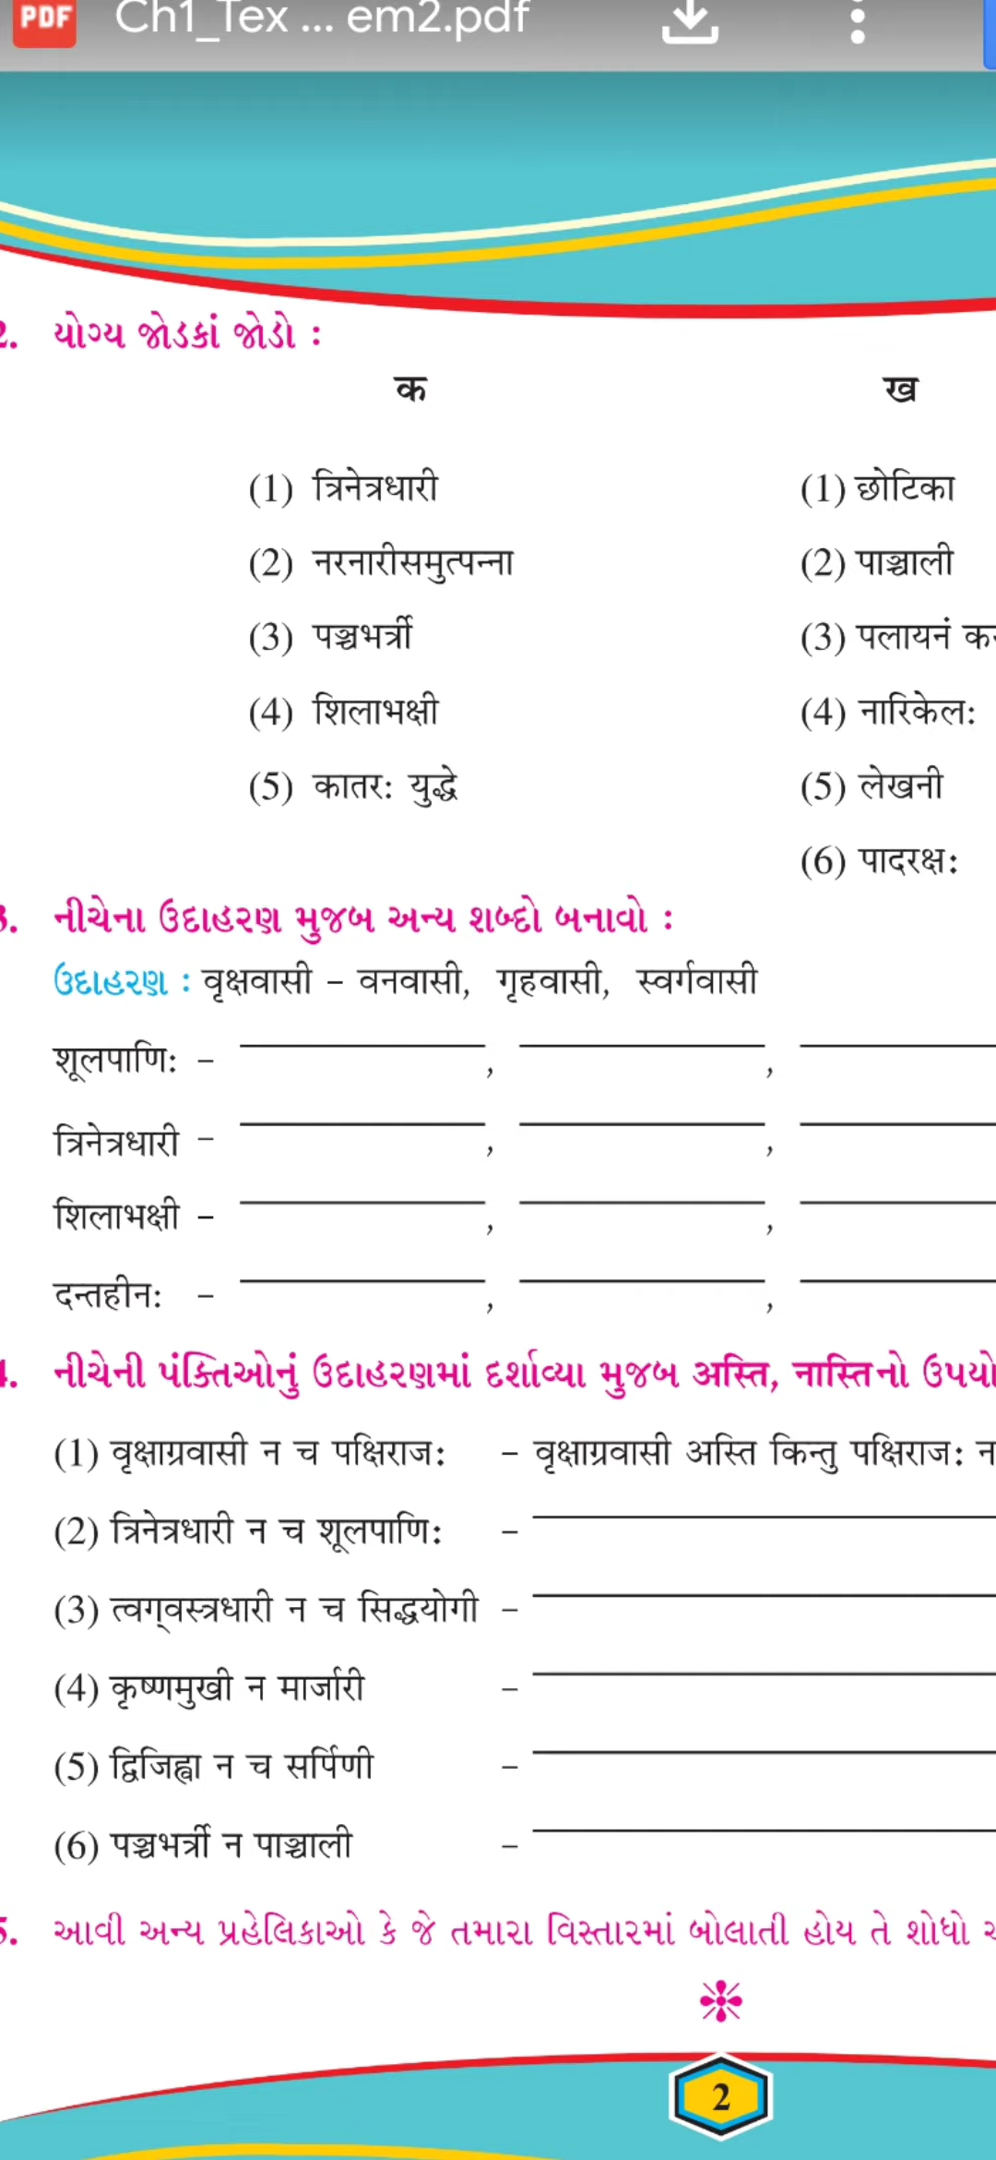 PDF Ch1_Tex ... em2.pdf
2. યોગ્ય જોડકાં જોડો :
क ख
(1) त्रिनेत्रधारी (1) छोटिका
(2) नरनारीसमुत्पन्ना (2) पाञ्चाली
(3) पञ्चभर्त्री (3) पलायनं
(4) शिलाभक्षी (4) नारिकेलः
(5) कातरः युद्धे (5) लेखनी
(6) पादरक्षः
3. નીચેના ઉદાહરણ મુજબ અન્ય શબ્દો બનાવો :
ઉદાહરણ : वृक्षवासी – वनवासी, गृहवासी, स्वर्गवासी
शूलपाणिः – , ,
त्रिनेत्रधारी – , ,
शिलाभक्षी – , ,
दन्तहीनः – , ,
4. નીચેની પંક્તિઓનું ઉદાહરણમાં દર્શાવ્યા મુજબ अस्ति, नास्तिનો
(1) वृक्षाग्रवासी न च पक्षिराजः – वृक्षाग्रवासी अस्ति किन्तु पक्षिराजः
(2) त्रिनेत्रधारी न च शूलपाणिः –
(3) त्वग्वस्त्रधारी न च सिद्धयोगी –
(4) कृष्णमुखी न मार्जारी –
(5) द्विजिह्वा न च सर्पिणी –
(6) पञ्चभर्त्री न पाञ्चाली –
5. આવી અન્ય પ્રહેલિકાઓ કે જે તમારા વિસ્તારમાં બોલાતી હોય તે શોધો
2